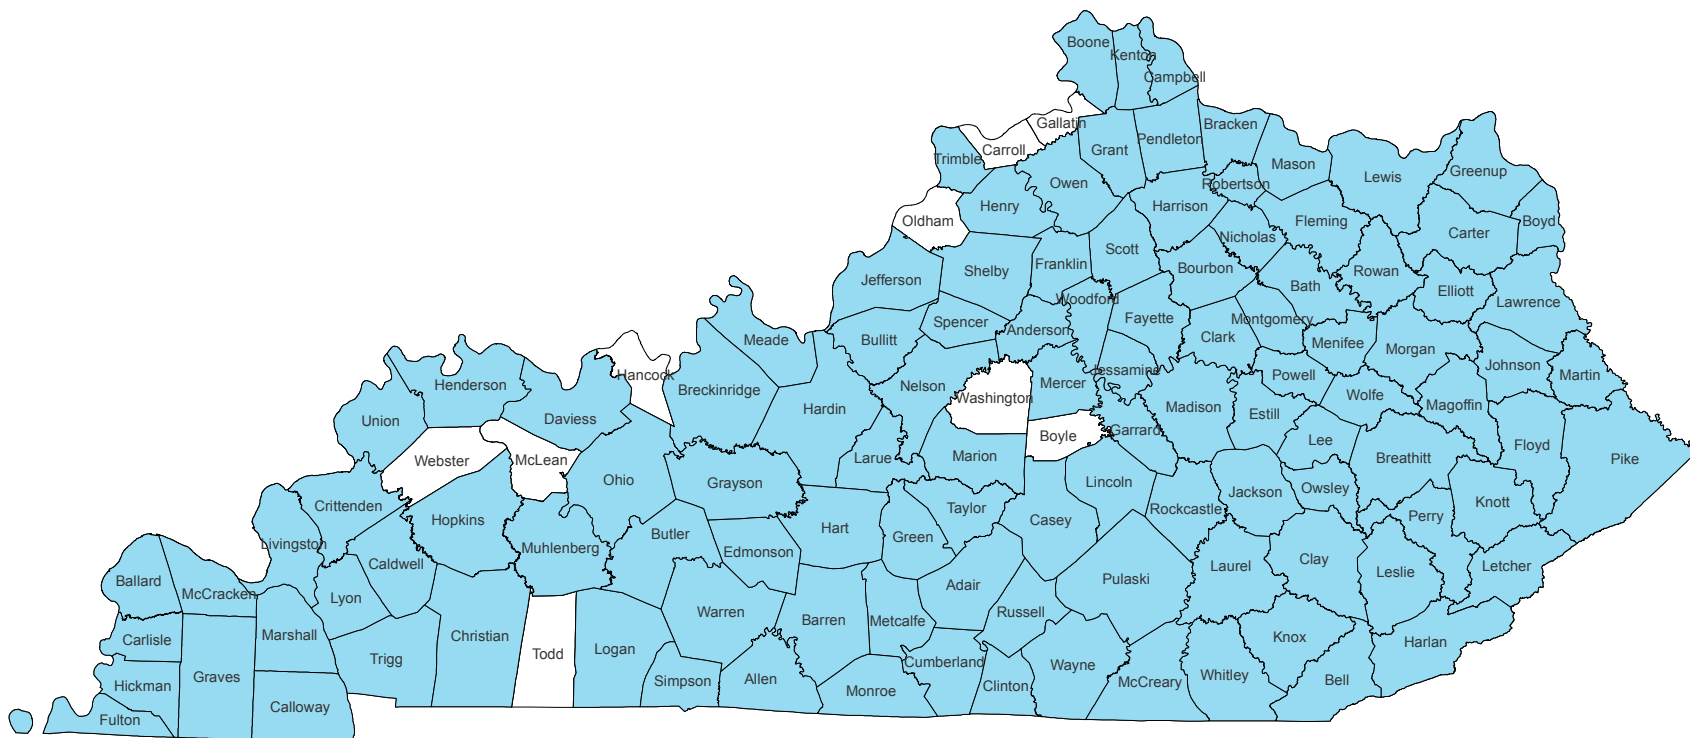 Boone
Kenton
Campbell
Gallatin
Carroll
Trimble
Grant
Pendleton
Bracken
Mason
Lewis
Greenup
Owen
Robertson
Harrison
Henry
Oldham
Fleming
Boyd
Carter
Nicholas
Scott
Franklin
Shelby
Jefferson
Bourbon
Rowan
Bath
Elliott
Lawrence
Woodford
Fayette
Montgomery
Spencer
Anderson
Bullitt
Clark
Menifee
Morgan
Meade
Johnson
Martin
Jessamine
Powell
Hancock
Henderson
Breckinridge
Nelson
Mercer
Washington
Wolfe
Magoffin
Hardin
Madison
Estill
Daviess
Union
Boyle
Garrard
Lee
Floyd
Webster
McLean
Larue
Marion
Breathitt
Pike
Ohio
Grayson
Lincoln
Jackson
Owsley
Knott
Crittenden
Hopkins
Taylor
Rockcastle
Casey
Perry
Hart
Green
Butler
Livingston
Muhlenberg
Edmonson
Caldwell
Clay
Laurel
Leslie
Letcher
Ballard
McCracken
Lyon
Adair
Pulaski
Warren
Russell
Barren
Metcalfe
Carlisle
Marshall
Christian
Knox
Harlan
Todd
Logan
Trigg
Cumberland
Wayne
Graves
Hickman
Simpson
Allen
Monroe
Clinton
McCreary
Whitley
Bell
Calloway
Fulton